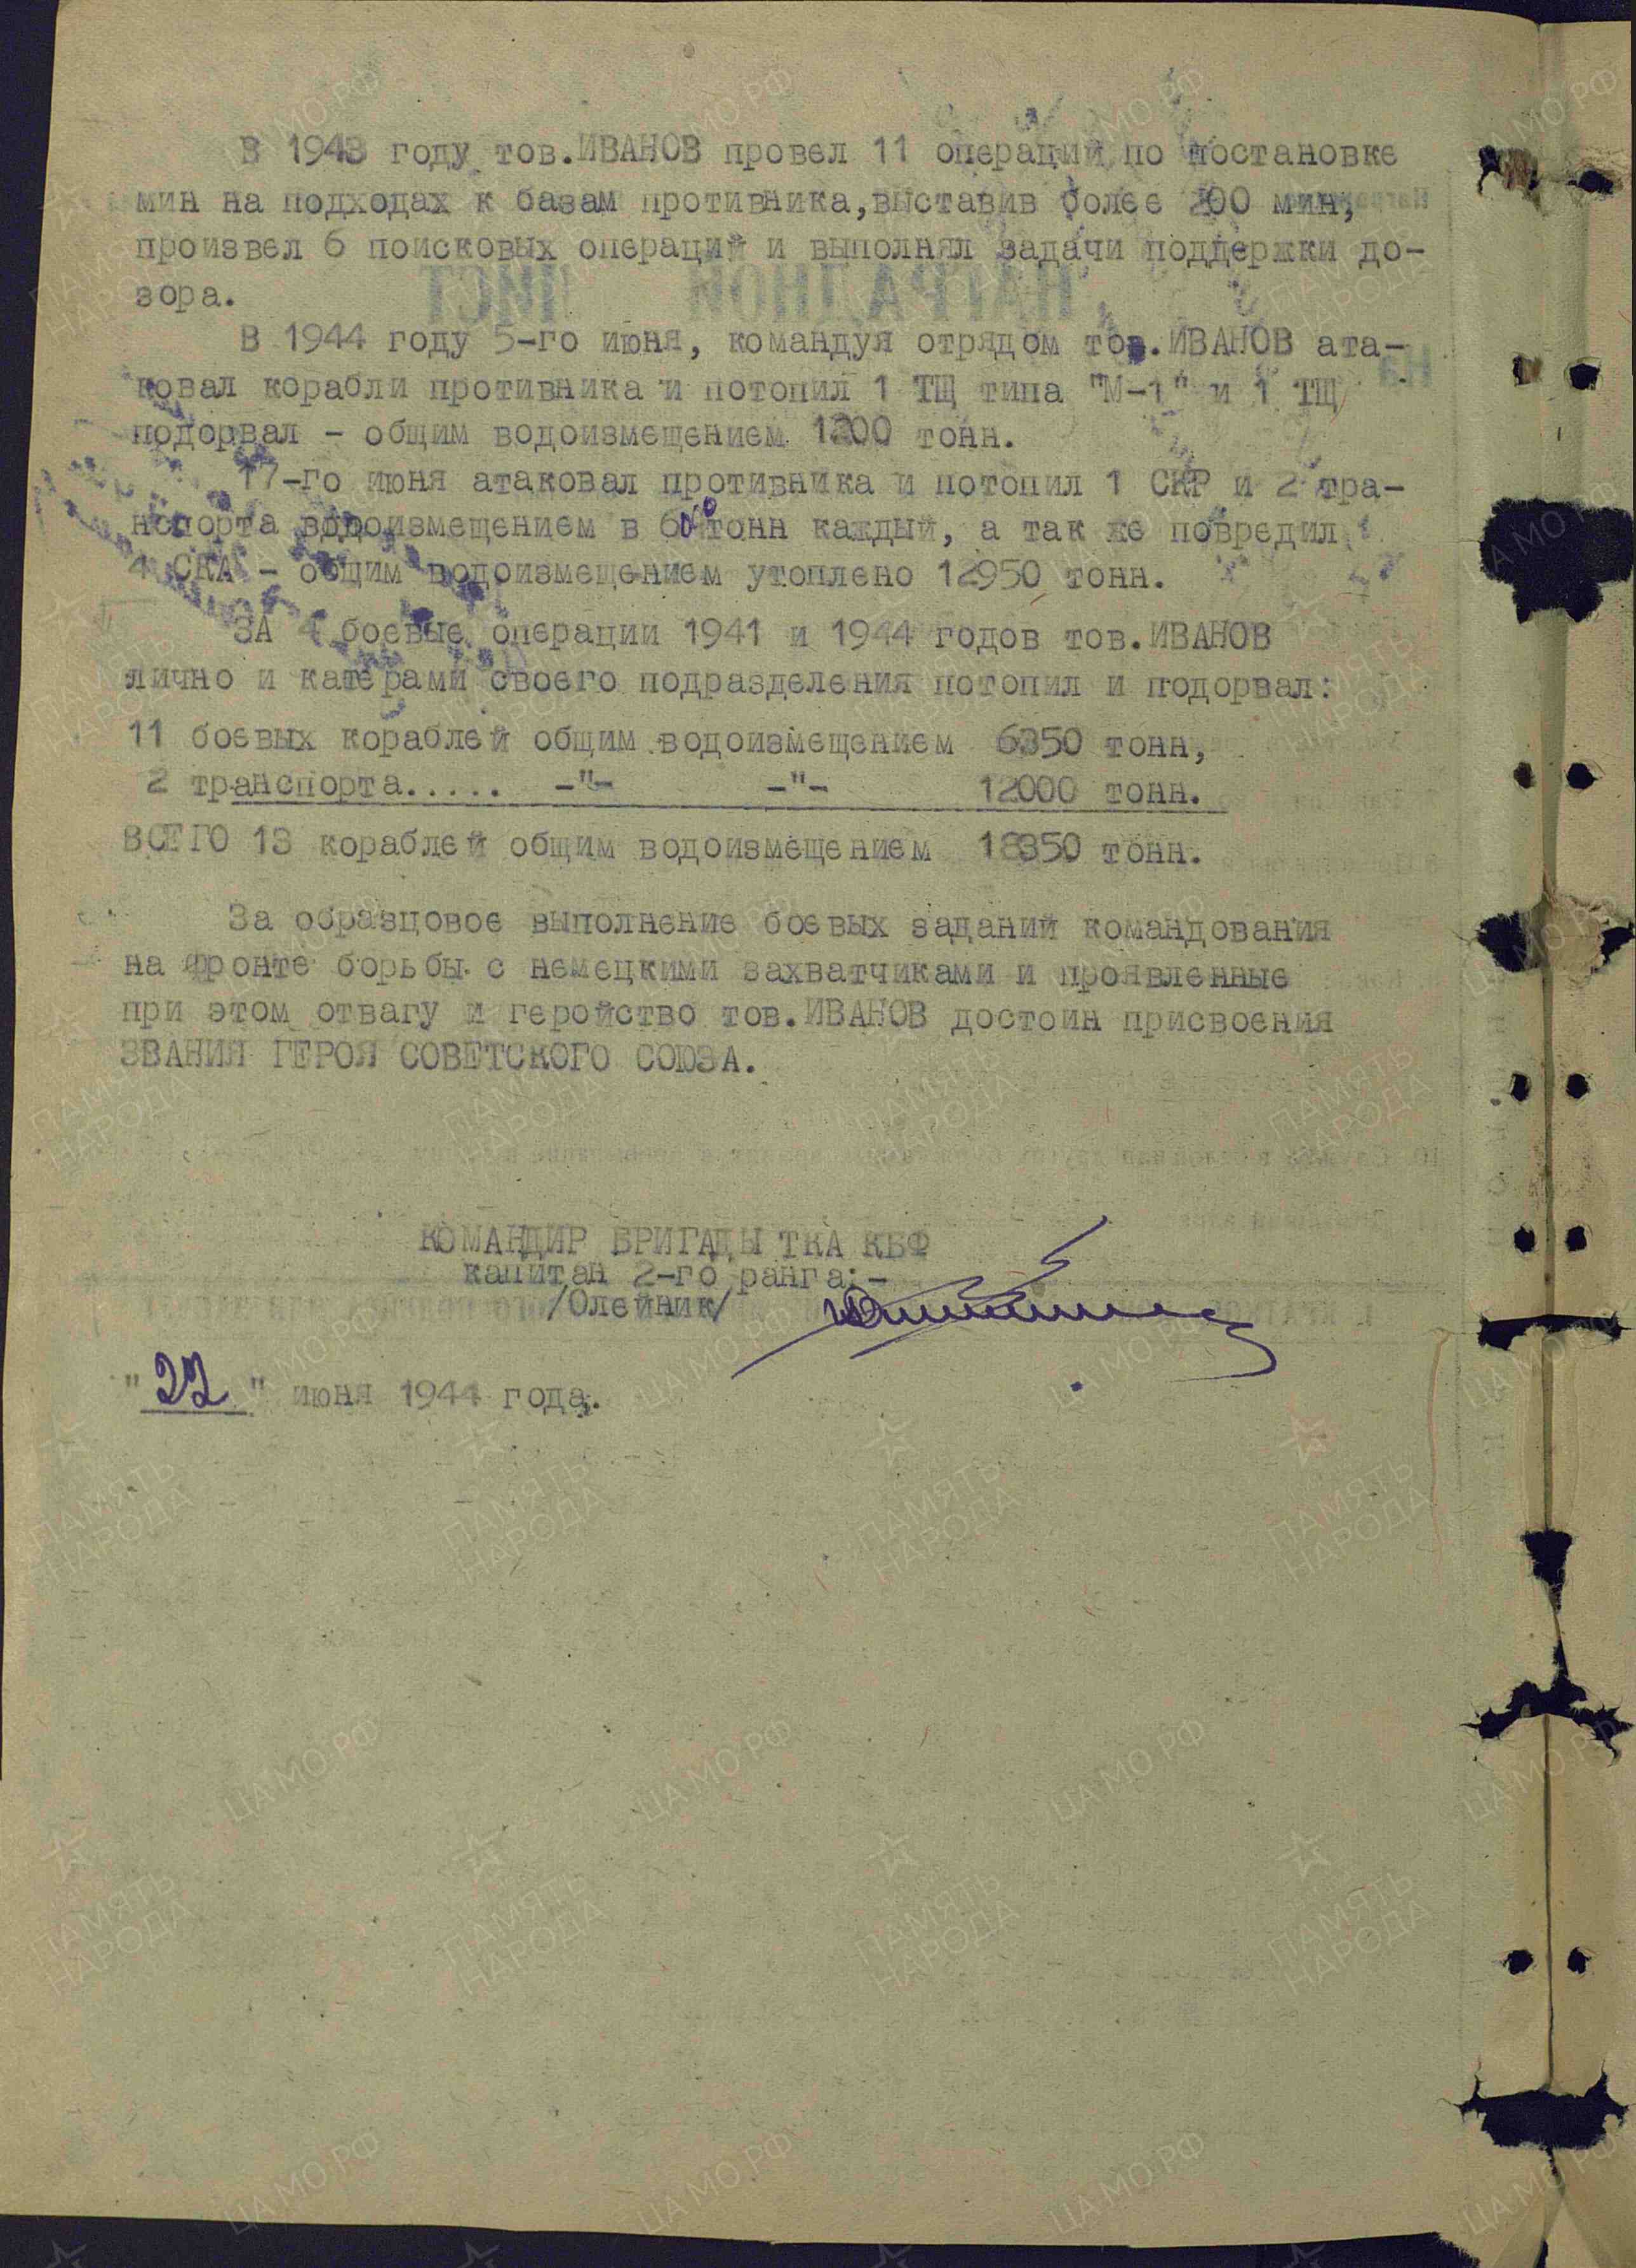 В 1943 году тов.ИВАНОВ провел 11 операций по постановке
мин на подходах к базам противника,выставив более 200 мин,
произвел 6 поисковых операций и выполнял задачи поддержки до-
зора.
В 1944 году 5-го июня, командуя отрядом тов.ИВАНОВ ата-
ковал корабли противника и потопил 1 ТЩ типа "М-1" и 1 ТЩ
подорвал - общим водоизмещением 1200 тонн.
17-го июня атаковал противника и потопил 1 СКР и 2 тра-
нспорта водоизмещением в 6000 тонн каждый, а так же повредил
4 СКА - общим водоизмещением утоплено 12950 тонн.
ЗА 4 боевые операции 1941 и 1944 годов тов.ИВАНОВ
лично и катерами своего подразделения потопил и подорвал:
11 боевых кораблей общим водоизмещением 6350 тонн,
2 транспорта..... -"- -"- 12000 тонн.
ВСЕГО 13 кораблей общим водоизмещением 18350 тонн.
За образцовое выполнение боевых заданий командования
на фронте борьбы с немецкими захватчиками и проявленные
при этом отвагу и геройство тов.ИВАНОВ достоин присвоения
ЗВАНИЯ ГЕРОЯ СОВЕТСКОГО СОЮЗА.
КОМАНДИР БРИГАДЫ ТКА КБФ
капитан 2-го ранга:-
/Олейник/
"22" июня 1944 года.